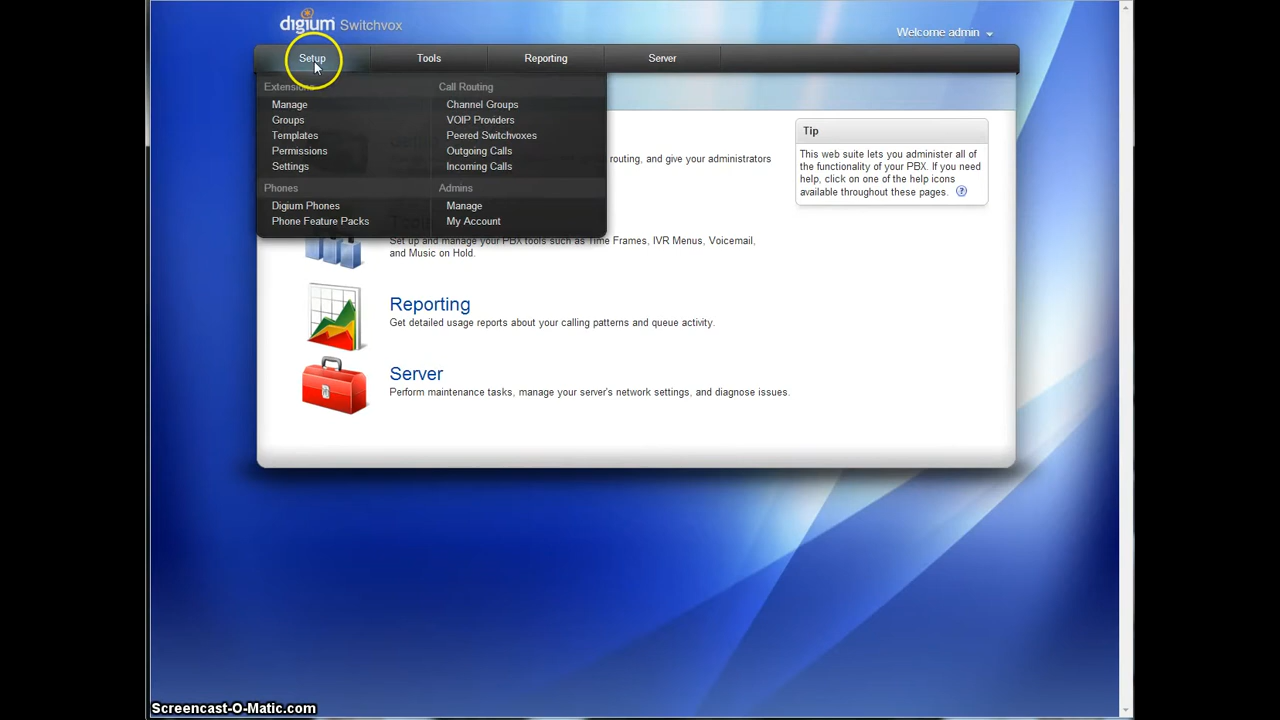 digium Switchvox
Welcome admin
Setup Tools Reporting Server
Extensions
Manage
Groups
Templates
Permissions
Settings
Phones
Digium Phones
Phone Feature Packs
Call Routing
Channel Groups
VOIP Providers
Peered Switchvoxes
Outgoing Calls
Incoming Calls
Admins
Manage
My Account
routing, and give your administrators
Set up and manage your PBX tools such as Time Frames, IVR Menus, Voicemail,
and Music on Hold.
Reporting
Get detailed usage reports about your calling patterns and queue activity.
Server
Perform maintenance tasks, manage your server's network settings, and diagnose issues.
Tip
This web suite lets you administer all of
the functionality of your PBX. If you need
help, click on one of the help icons
available throughout these pages. ?
Screencast-O-Matic.com